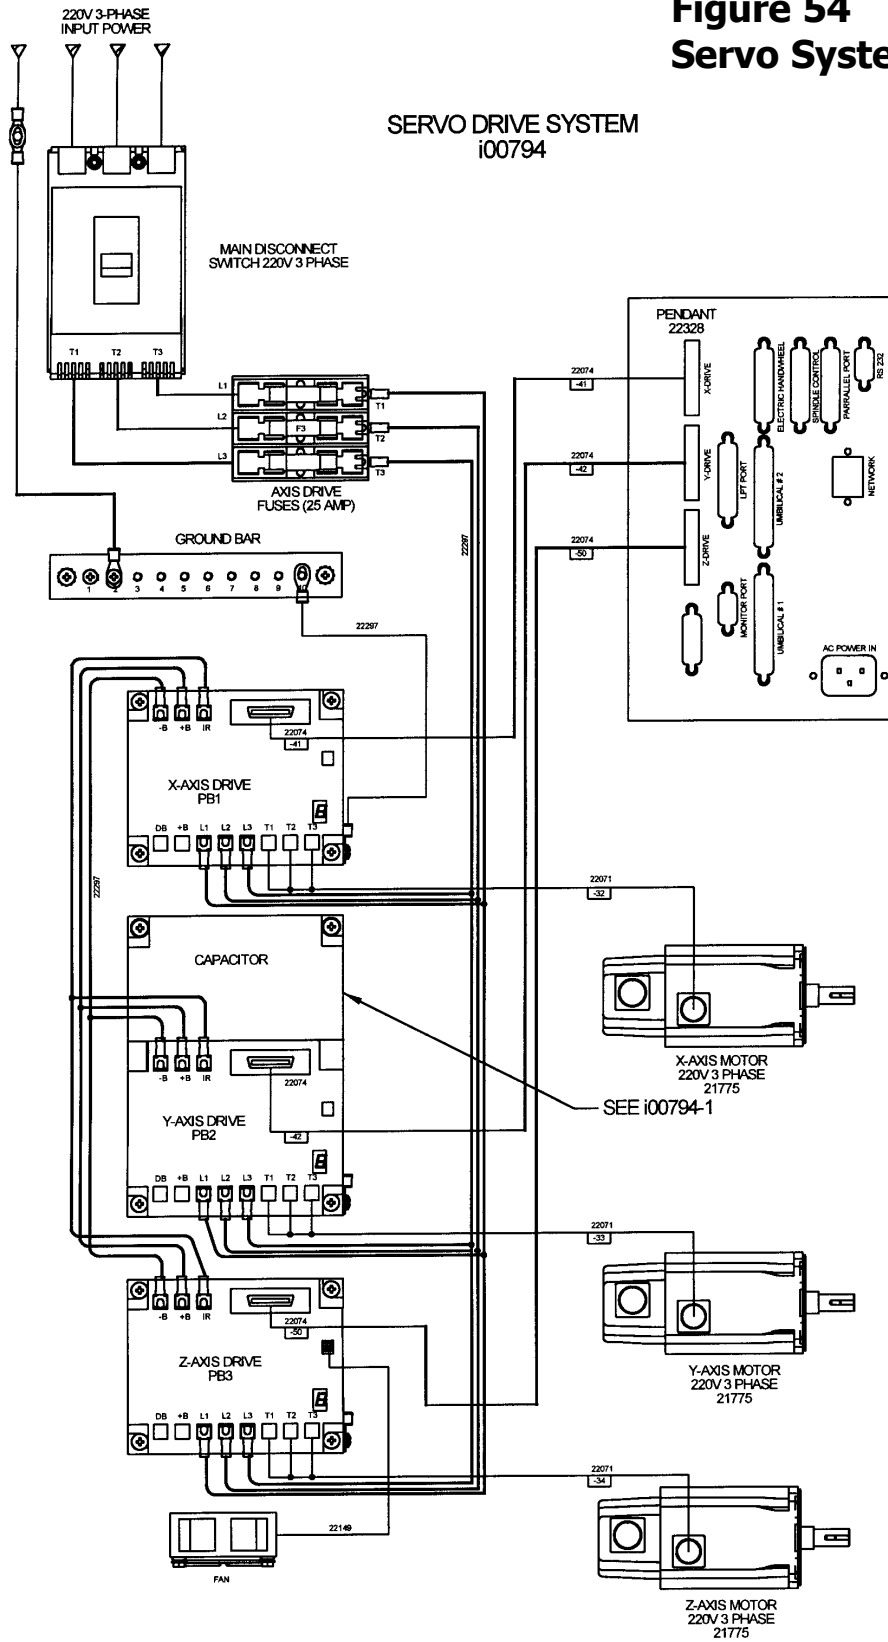 Figure 54
Servo Syste
220V 3-PHASE
INPUT POWER
SERVO DRIVE SYSTEM
i00794
MAIN DISCONNECT
SWITCH 220V 3 PHASE
T1 T2 T3
L1 T1
L2 F3 T2
L3 T3
AXIS DRIVE
FUSES (25 AMP)
GROUND BAR
1 2 3 4 5 6 7 8 9 10
22297
22297
PENDANT
22328
22074
-41
22074
-42
22074
-50
X-DRIVE
Y-DRIVE
Z-DRIVE
ELECTRIC HANDWHEEL
SPINDLE CONTROL
PARRALLEL PORT
RS 232
LPT PORT
UMBILICAL # 2
NETWORK
MONITOR PORT
UMBILICAL # 1
AC POWER IN
-B +B IR
22074
-41
X-AXIS DRIVE
PB1
DB +B L1 L2 L3 T1 T2 T3
22297
22071
-32
CAPACITOR
X-AXIS MOTOR
220V 3 PHASE
21775
SEE i00794-1
-B +B IR
22074
-42
Y-AXIS DRIVE
PB2
DB +B L1 L2 L3 T1 T2 T3
22071
-33
Y-AXIS MOTOR
220V 3 PHASE
21775
-B +B IR
22074
-50
Z-AXIS DRIVE
PB3
DB +B L1 L2 L3 T1 T2 T3
22071
-34
22149
FAN
Z-AXIS MOTOR
220V 3 PHASE
21775